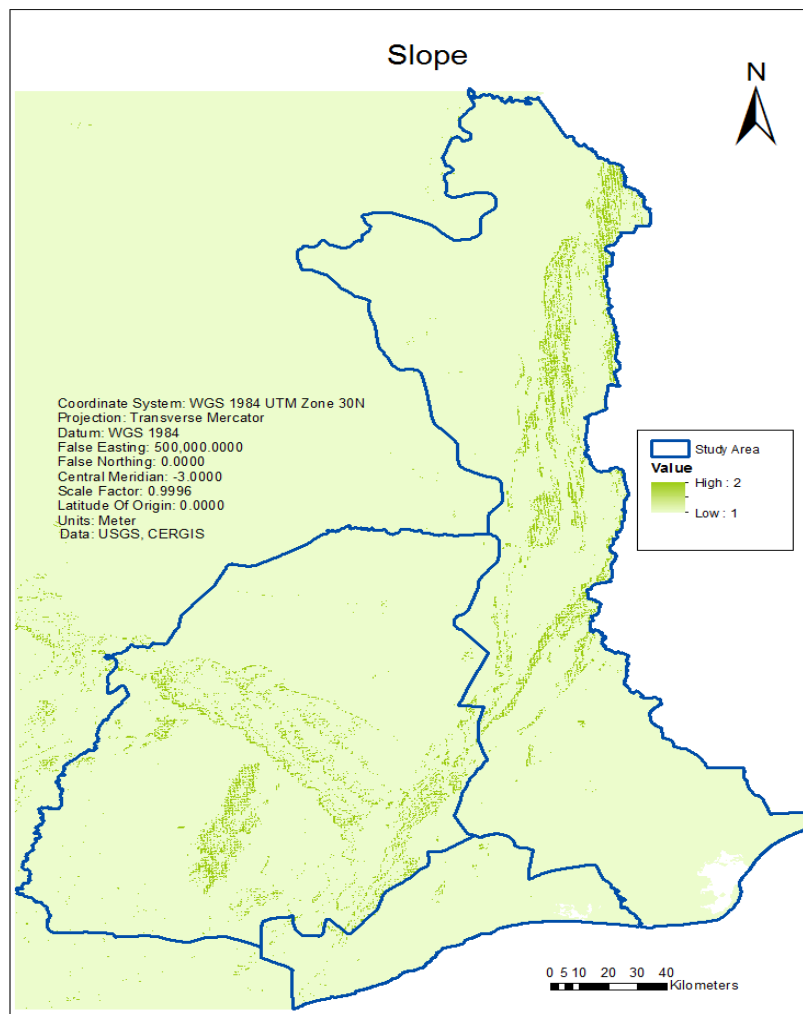 Slope
N
Coordinate System: WGS 1984 UTM Zone 30N
Projection: Transverse Mercator
Datum: WGS 1984
False Easting: 500,000.0000
False Northing: 0.0000
Central Meridian: -3.0000
Scale Factor: 0.9996
Latitude Of Origin: 0.0000
Units: Meter
Data: USGS, CERGIS
Study Area
Value
High : 2
Low : 1
0 5 10 20 30 40
Kilometers